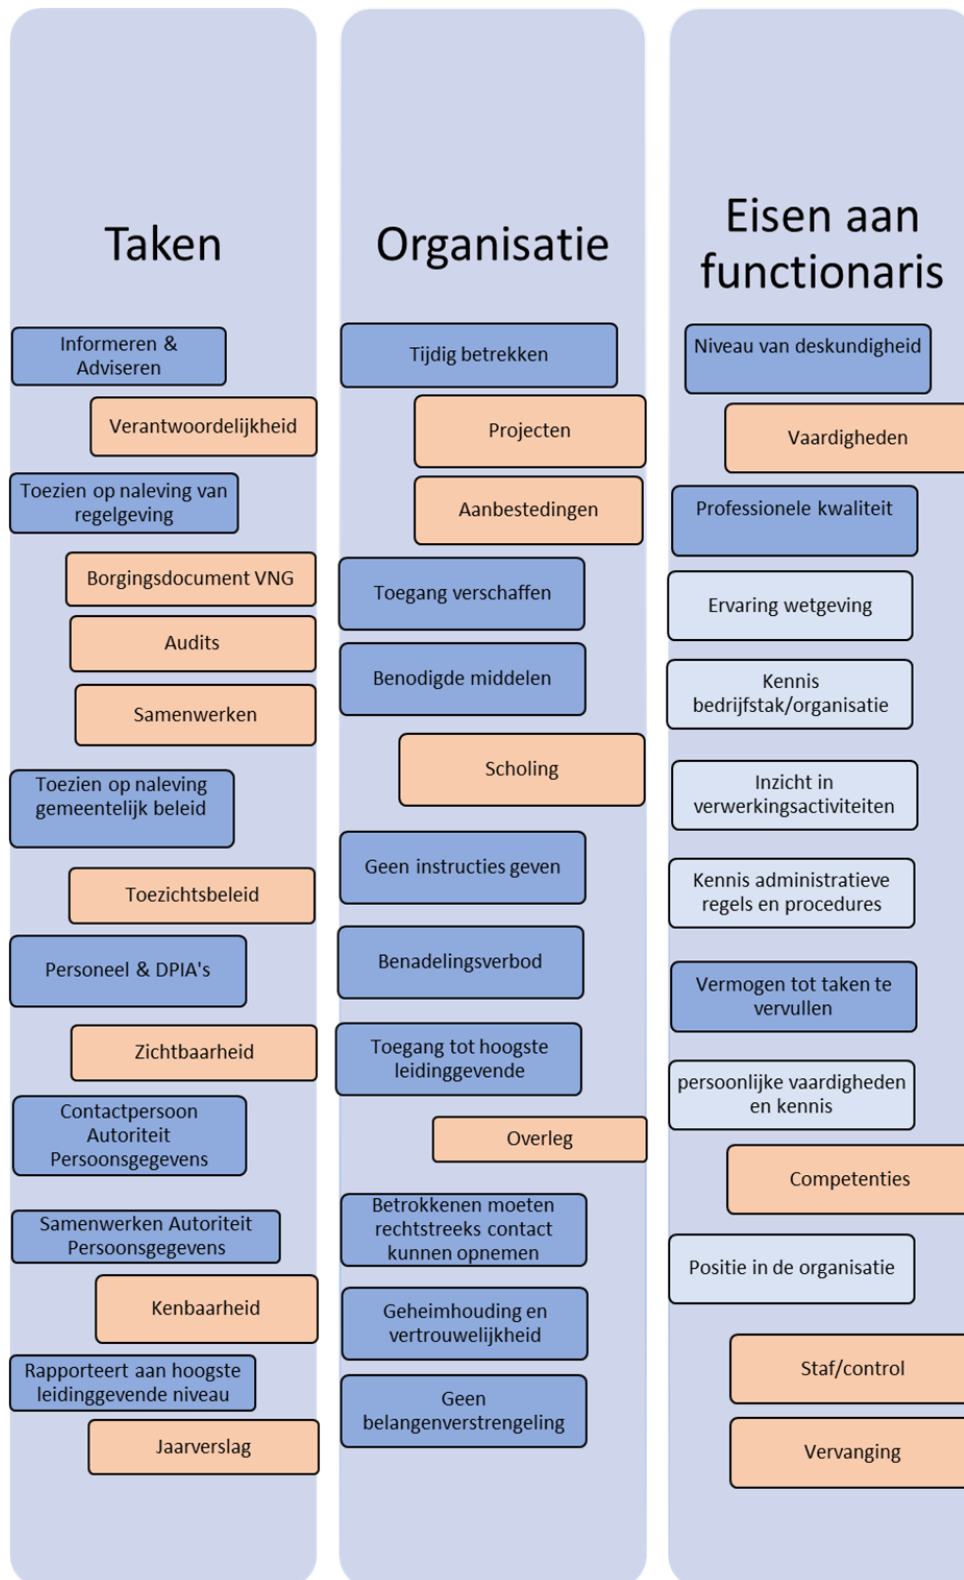 Taken
Informeren &
Adviseren
Verantwoordelijkheid
Toezien op naleving van
regelgeving
Borgingsdocument VNG
Audits
Samenwerken
Toezien op naleving
gemeentelijk beleid
Toezichtsbeleid
Personeel & DPIA's
Zichtbaarheid
Contactpersoon
Autoriteit
Persoonsgegevens
Samenwerken Autoriteit
Persoonsgegevens
Kenbaarheid
Rapporteert aan hoogste
leidinggevende niveau
Jaarverslag
Organisatie
Tijdig betrekken
Projecten
Aanbestedingen
Toegang verschaffen
Benodigde middelen
Scholing
Geen instructies geven
Benadelingsverbod
Toegang tot hoogste
leidinggevende
Overleg
Betrokkenen moeten
rechtstreeks contact
kunnen opnemen
Geheimhouding en
vertrouwelijkheid
Geen
belangenverstrengeling
Eisen aan
functionaris
Niveau van deskundigheid
Vaardigheden
Professionele kwaliteit
Ervaring wetgeving
Kennis
bedrijfstak/organisatie
Inzicht in
verwerkingsactiviteiten
Kennis administratieve
regels en procedures
Vermogen tot taken te
vervullen
persoonlijke vaardigheden
en kennis
Competenties
Positie in de organisatie
Staf/control
Vervanging